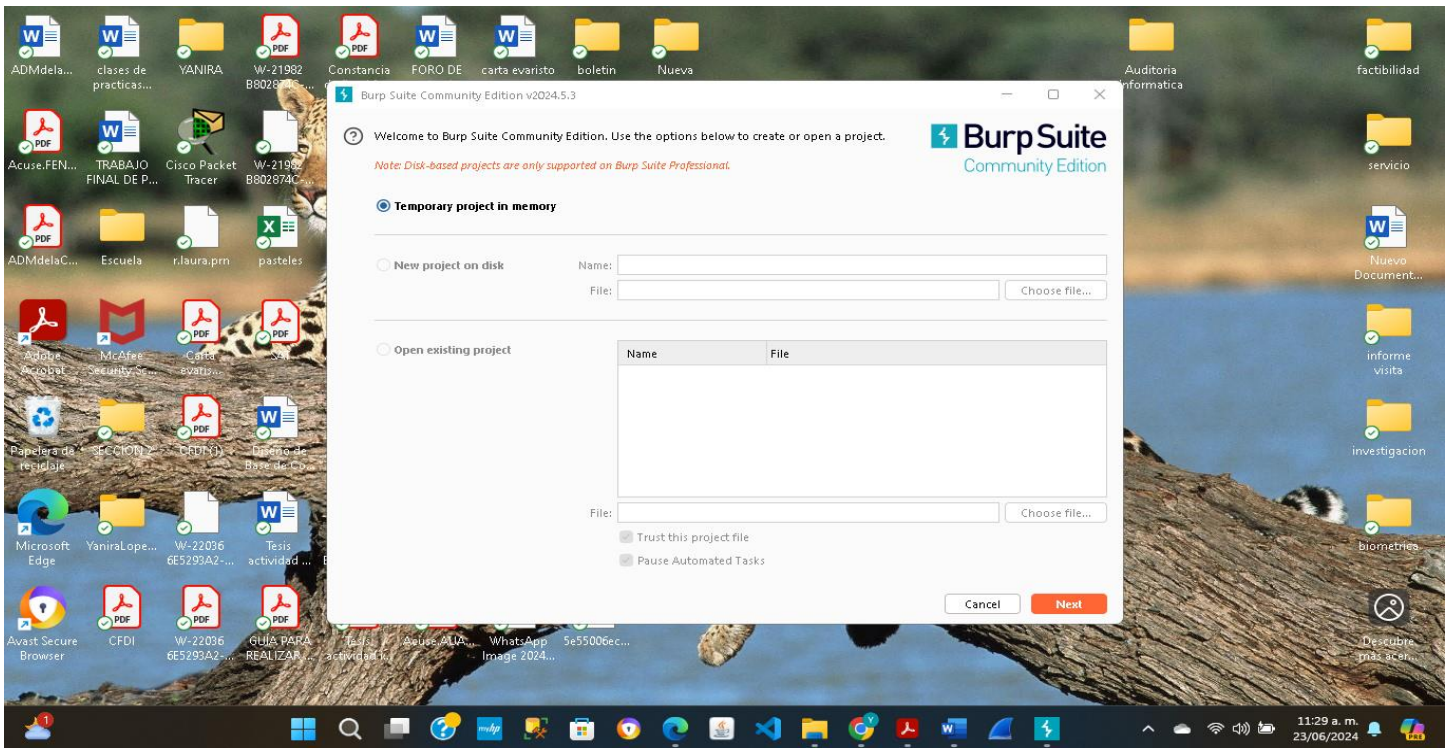 ADMdela...
clases de
practicas...
YANIRA
W-21982
B802874C-...
Constancia
FORO DE
carta evaristo
boletin
Nueva
Auditoria
Informatica
factibilidad
Acuse.FEN...
TRABAJO
FINAL DE P...
Cisco Packet
Tracer
W-21982
B802874C-...
servicio
ADMdelaC...
Escuela
r.laura.prn
pasteles
Nuevo
Document...
Adobe
Acrobat
McAfee
Security Sc...
Carta
evaris...
SAT
informe
visita
Papelera de
reciclaje
SECCION 2
CFDI (1)
Diseño de
Base de Co...
investigacion
Microsoft
Edge
YaniraLope...
W-22036
6E5293A2-...
Tesis
actividad ...
biometrica
Avast Secure
Browser
CFDI
W-22036
6E5293A2-...
GUÍA PARA
REALIZAR ...
Tesis
Acuse.AUA...
WhatsApp
Image 2024...
5e55006ec...
Descubre
más acer...
Burp Suite Community Edition v2024.5.3
Welcome to Burp Suite Community Edition. Use the options below to create or open a project.
Note: Disk-based projects are only supported on Burp Suite Professional.
Burp Suite
Community Edition
Temporary project in memory
New project on disk
Name:
File:
Choose file...
Open existing project
Name
File
File:
Choose file...
Trust this project file
Pause Automated Tasks
Cancel
Next
11:29 a. m.
23/06/2024